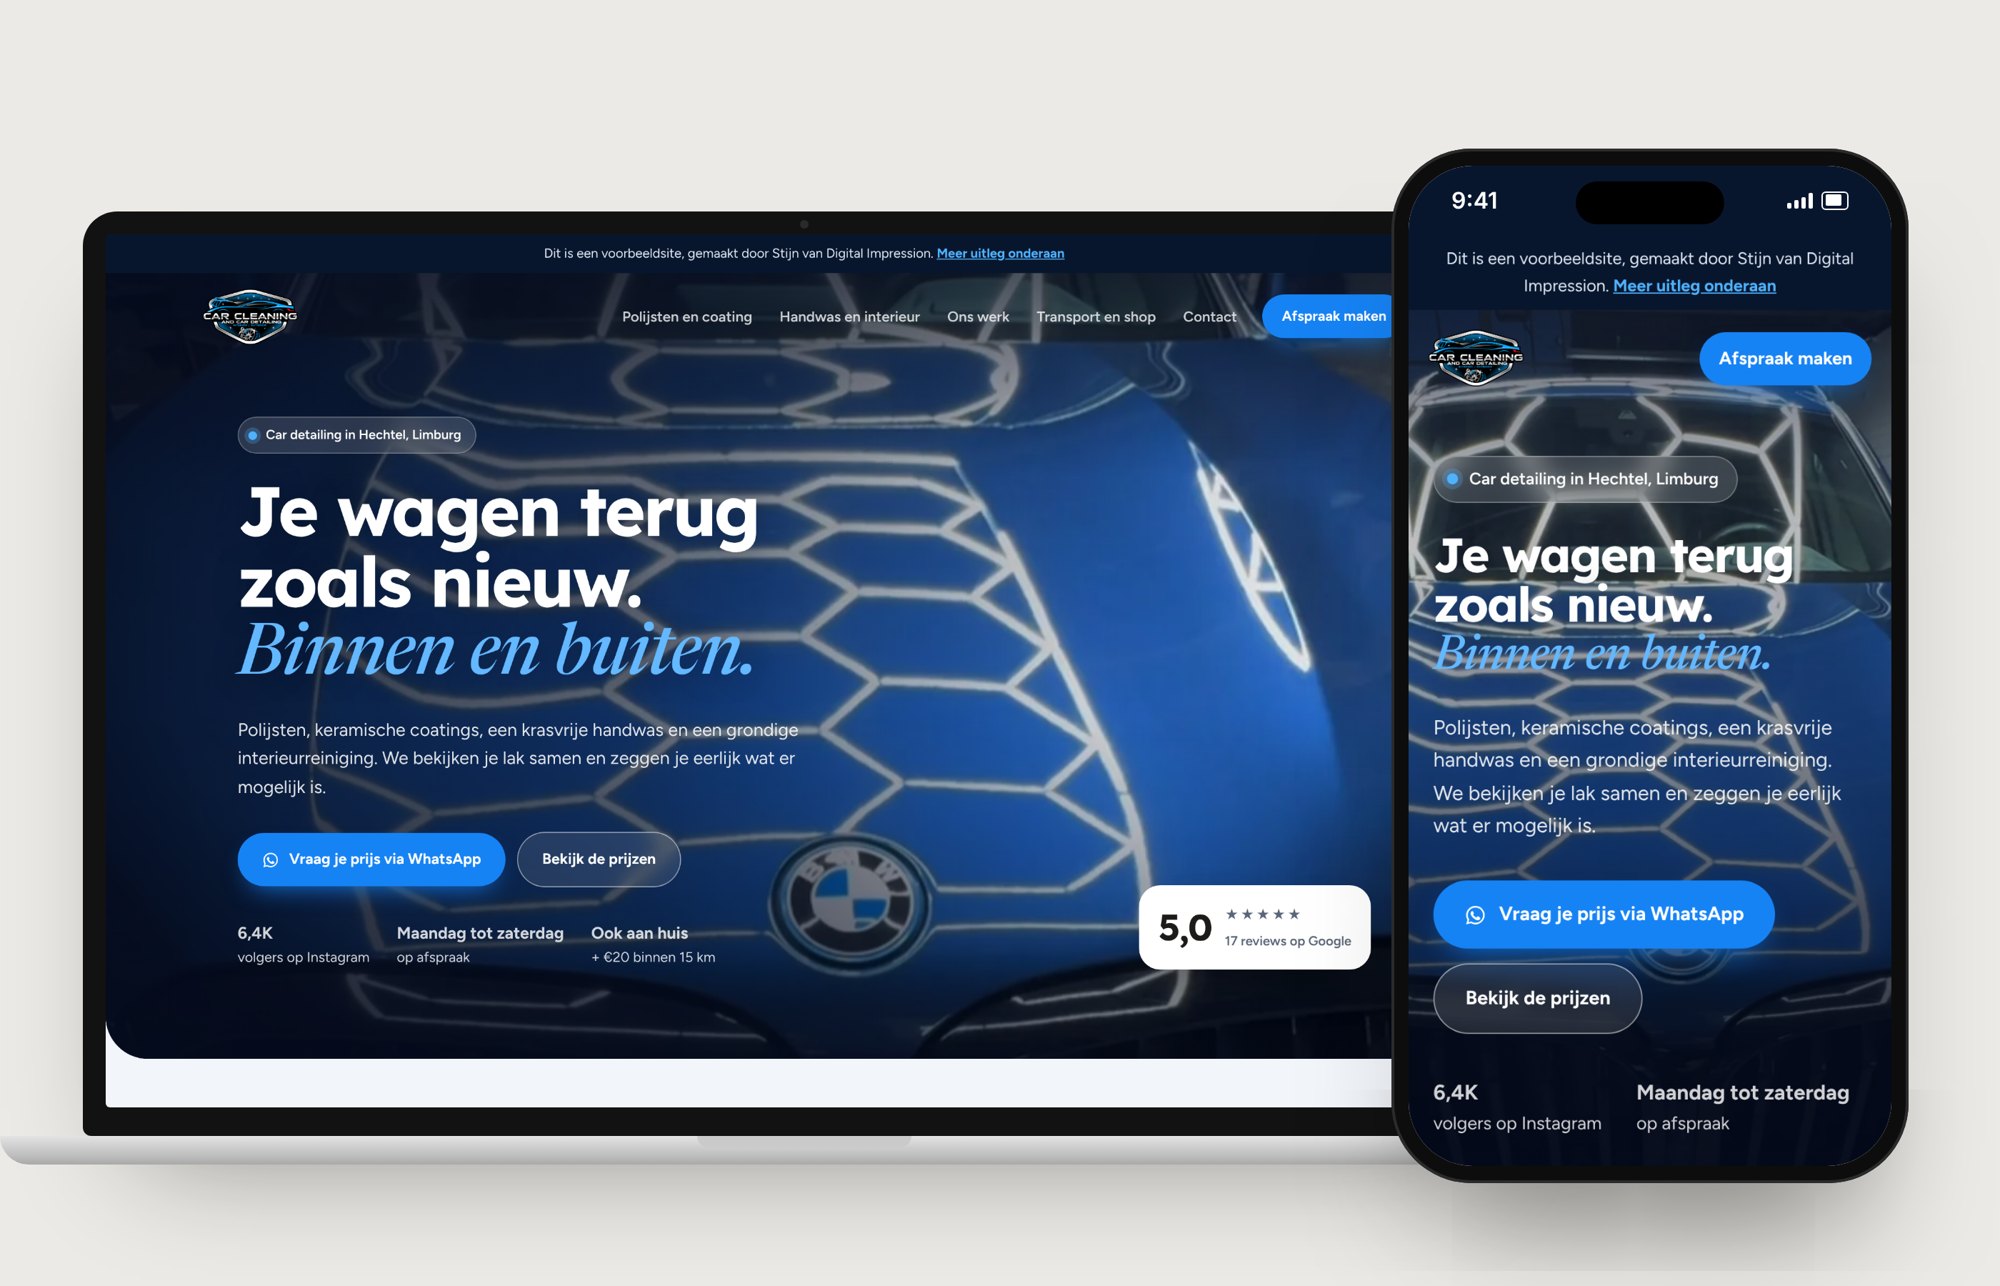 Dit is een voorbeeldsite, gemaakt door Stijn van Digital Impression. Meer uitleg onderaan
CAR CLEANING
AND CAR DETAILING
Polijsten en coating
Handwas en interieur
Ons werk
Transport en shop
Contact
Afspraak maken
Car detailing in Hechtel, Limburg
Je wagen terug
zoals nieuw.
Binnen en buiten.
Polijsten, keramische coatings, een krasvrije handwas en een grondige
interieurreiniging. We bekijken je lak samen en zeggen je eerlijk wat er
mogelijk is.
Vraag je prijs via WhatsApp
Bekijk de prijzen
6,4K
volgers op Instagram
Maandag tot zaterdag
op afspraak
Ook aan huis
+ €20 binnen 15 km
BMW
5,0
★★★★★
17 reviews op Google
9:41
Dit is een voorbeeldsite, gemaakt door Stijn van Digital
Impression. Meer uitleg onderaan
CAR CLEANING
AND CAR DETAILING
Afspraak maken
Car detailing in Hechtel, Limburg
Je wagen terug
zoals nieuw.
Binnen en buiten.
Polijsten, keramische coatings, een krasvrije
handwas en een grondige interieurreiniging.
We bekijken je lak samen en zeggen je eerlijk
wat er mogelijk is.
Vraag je prijs via WhatsApp
Bekijk de prijzen
6,4K
volgers op Instagram
Maandag tot zaterdag
op afspraak